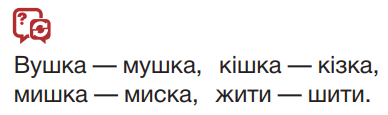 Вушка — мушка, кішка — кізка,
мишка — миска, жити — шити.